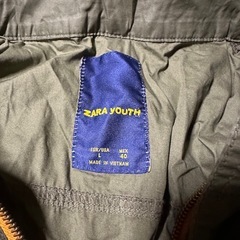 ZARA YOUTH
EUR/USA MEX
L 40
MADE IN VIETNAM